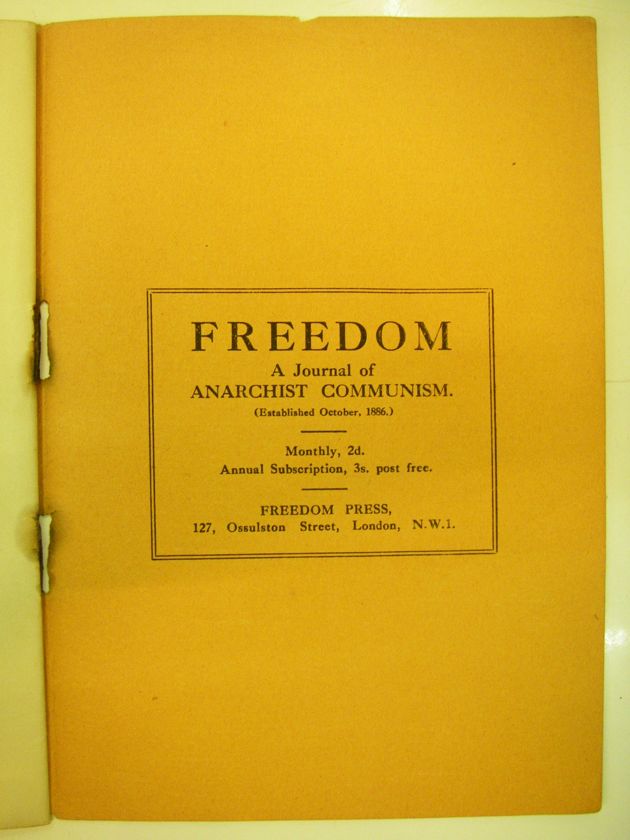 FREEDOM
A Journal of
ANARCHIST COMMUNISM.
(Established October, 1886.)
Monthly, 2d.
Annual Subscription, 3s. post free.
FREEDOM PRESS,
127, Ossulston Street, London, N.W.1.